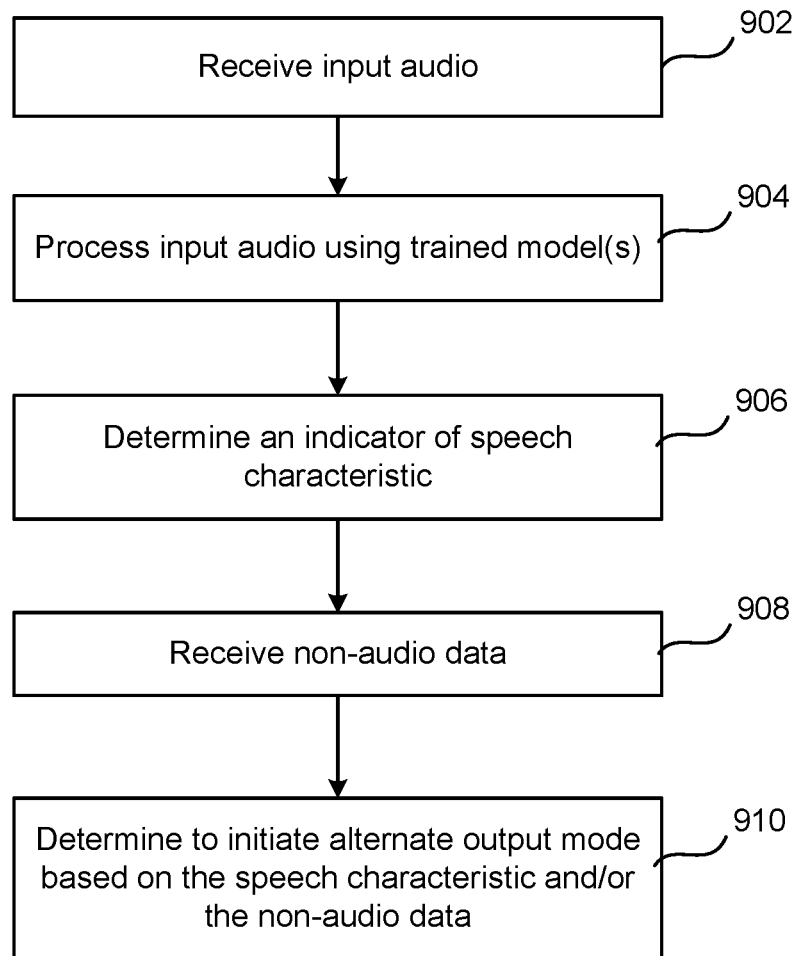 902
Receive input audio
904
Process input audio using trained model(s)
906
Determine an indicator of speech
characteristic
908
Receive non-audio data
910
Determine to initiate alternate output mode
based on the speech characteristic and/or
the non-audio data